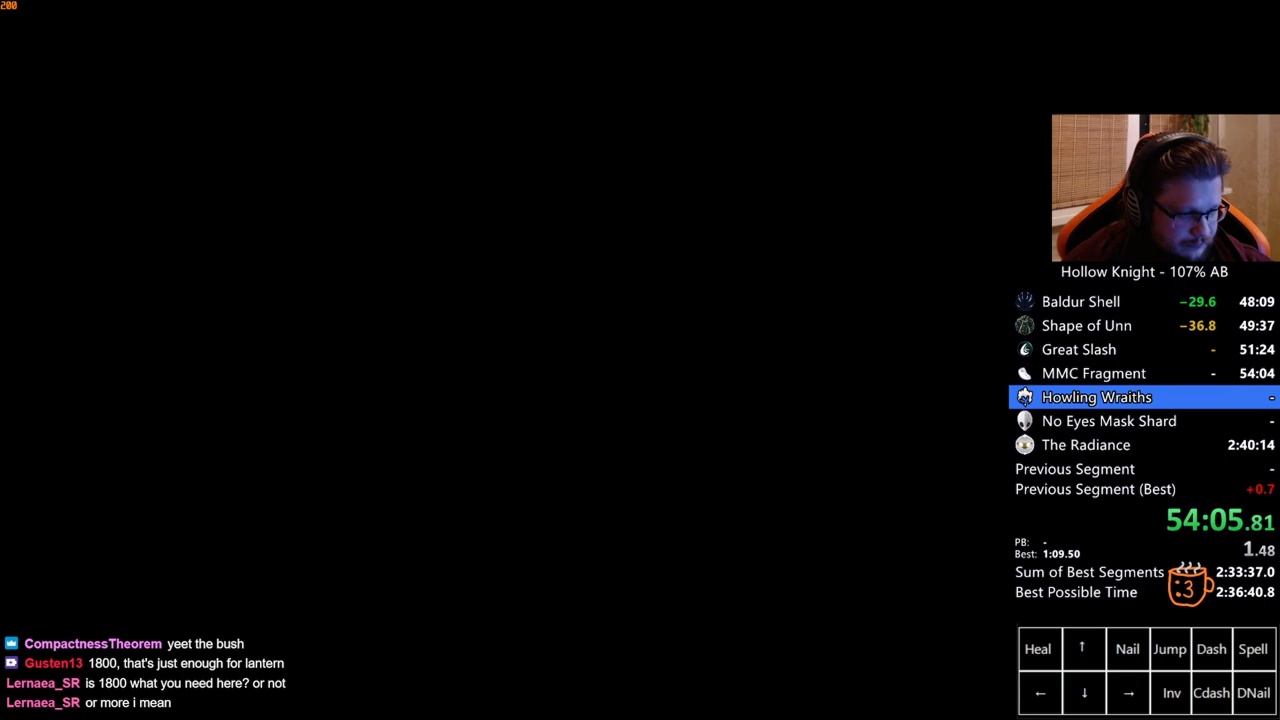 200
Hollow Knight - 107% AB
Baldur Shell -29.6 48:09
Shape of Unn -36.8 49:37
Great Slash - 51:24
MMC Fragment - 54:04
Howling Wraiths -
No Eyes Mask Shard -
The Radiance 2:40:14
Previous Segment -
Previous Segment (Best) +0.7
54:05.81
PB: - 1.48
Best: 1:09.50
Sum of Best Segments 2:33:37.0
Best Possible Time 2:36:40.8
:3
Heal ↑ Nail Jump Dash Spell
← ↓ → Inv Cdash DNail
CompactnessTheorem yeet the bush
Gusten13 1800, that's just enough for lantern
Lernaea_SR is 1800 what you need here? or not
Lernaea_SR or more i mean